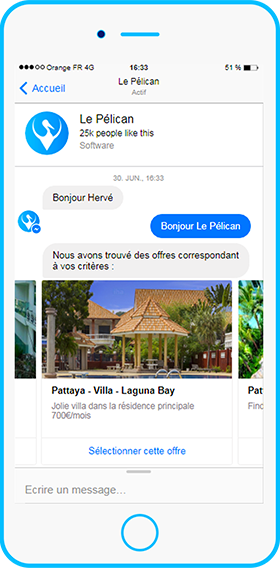 Orange FR 4G 16:33 51 %
Le Pélican
Accueil
Actif
Le Pélican
25k people like this
Software
30. JUN., 16:33
Bonjour Hervé
Bonjour Le Pélican
Nous avons trouvé des offres correspondant
à vos critères :
Pattaya - Villa - Laguna Bay
Jolie villa dans la résidence principale
700€/mois
Sélectionner cette offre
Ecrire un message...